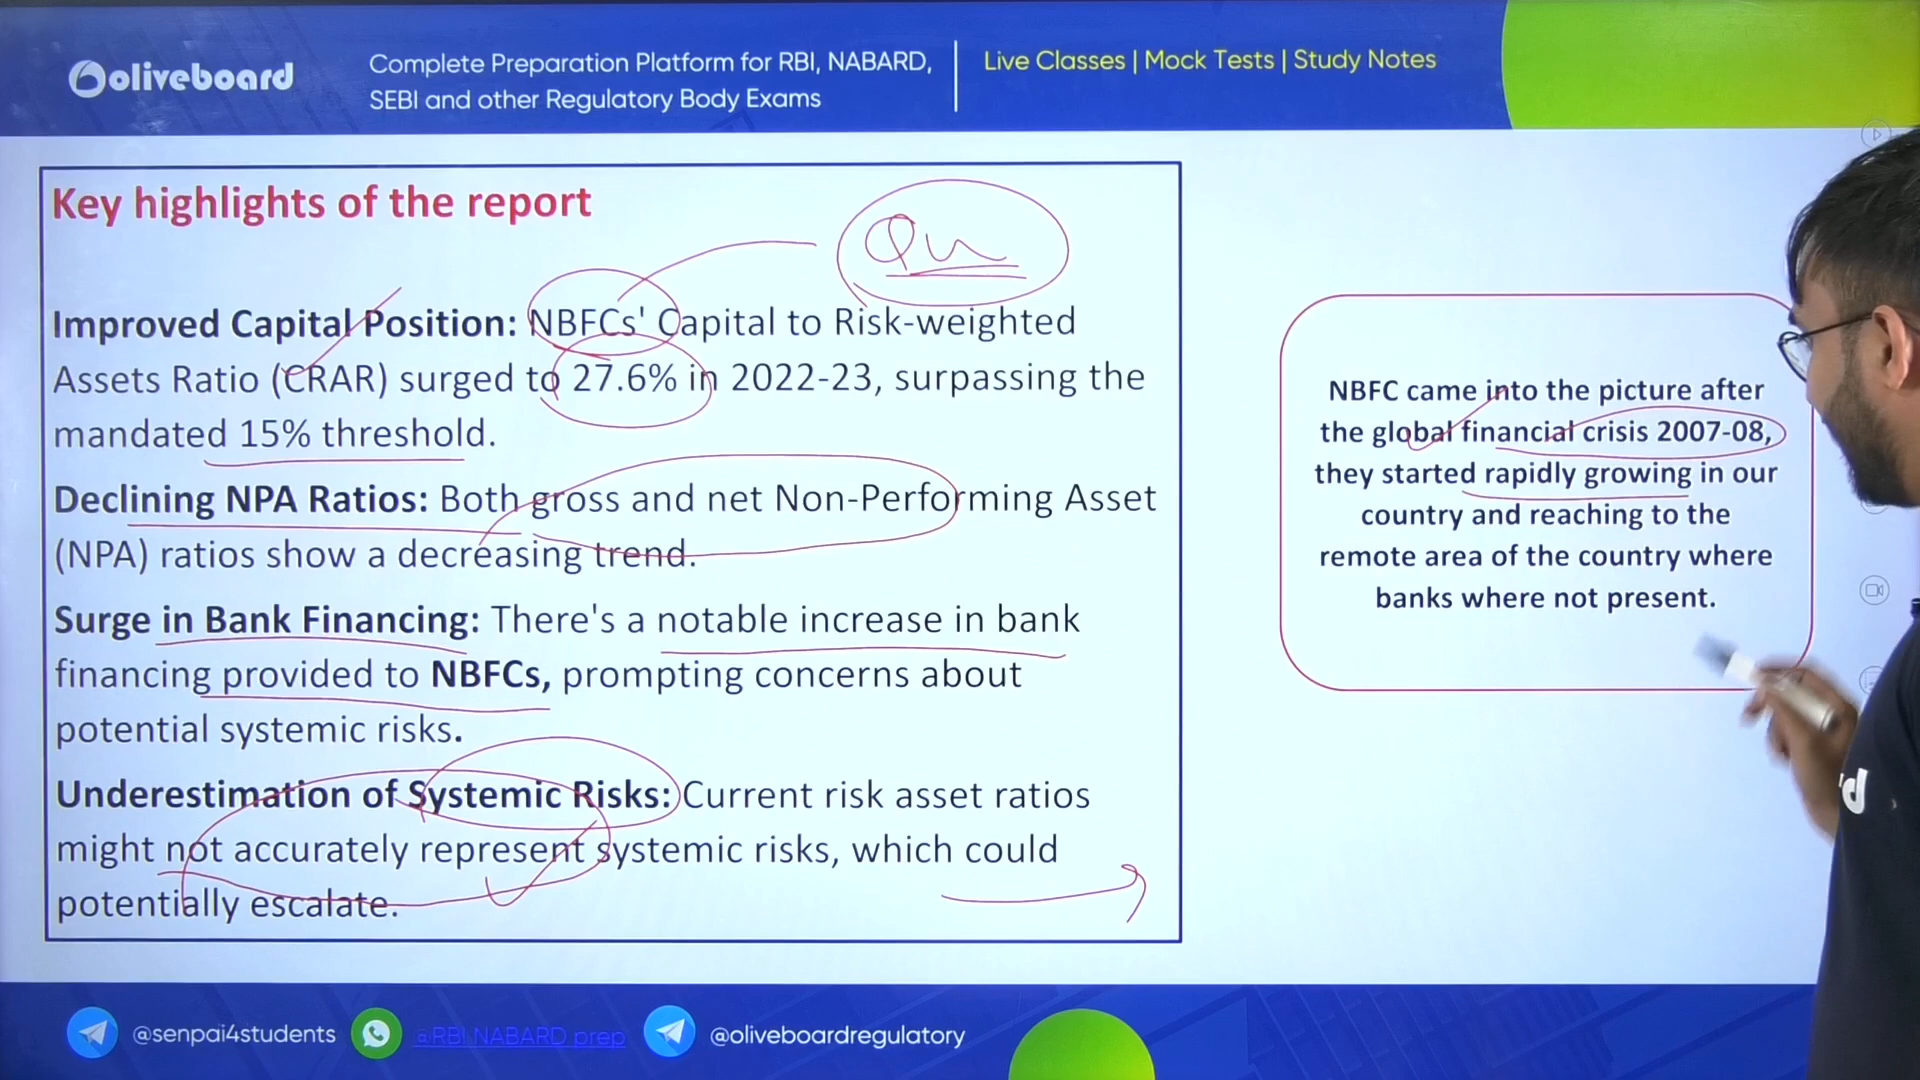 oliveboard
Complete Preparation Platform for RBI, NABARD,
SEBI and other Regulatory Body Exams
Live Classes | Mock Tests | Study Notes
Key highlights of the report
Qu
Improved Capital Position: NBFCs' Capital to Risk-weighted
Assets Ratio (CRAR) surged to 27.6% in 2022-23, surpassing the
mandated 15% threshold.
Declining NPA Ratios: Both gross and net Non-Performing Asset
(NPA) ratios show a decreasing trend.
Surge in Bank Financing: There's a notable increase in bank
financing provided to NBFCs, prompting concerns about
potential systemic risks.
Underestimation of Systemic Risks: Current risk asset ratios
might not accurately represent systemic risks, which could
potentially escalate.
NBFC came into the picture after
the global financial crisis 2007-08,
they started rapidly growing in our
country and reaching to the
remote area of the country where
banks where not present.
@senpai4students
@RBI NABARD prep
@oliveboardregulatory